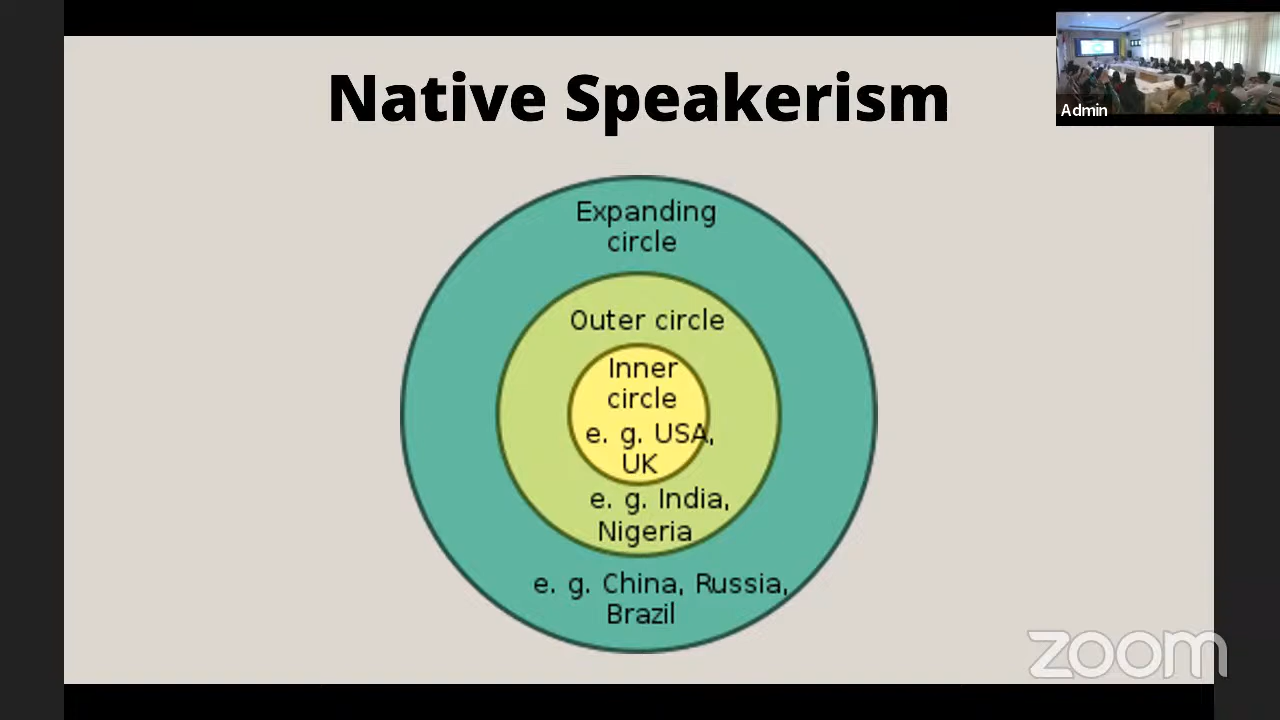 Native Speakerism
Admin
Expanding
circle
Outer circle
Inner
circle
e. g. USA,
UK
e. g. India,
Nigeria
e. g. China, Russia,
Brazil
zoom